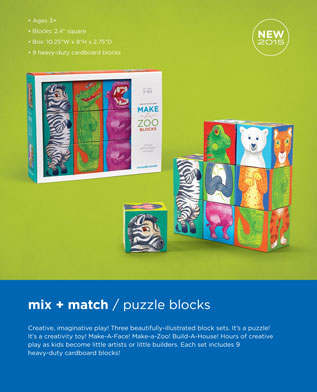 • Ages 3+
• Blocks: 2.4" square
• Box: 10.25"W x 8"H x 2.75"D
• 9 heavy-duty cardboard blocks
NEW
2015
MAKE
ZOO
BLOCKS
mix + match / puzzle blocks
Creative, imaginative play! Three beautifully-illustrated block sets. It's a puzzle!
It's a creativity toy! Make-A-Face! Make-a-Zoo! Build-A-House! Hours of creative
play as kids become little artists or little builders. Each set includes 9
heavy-duty cardboard blocks!